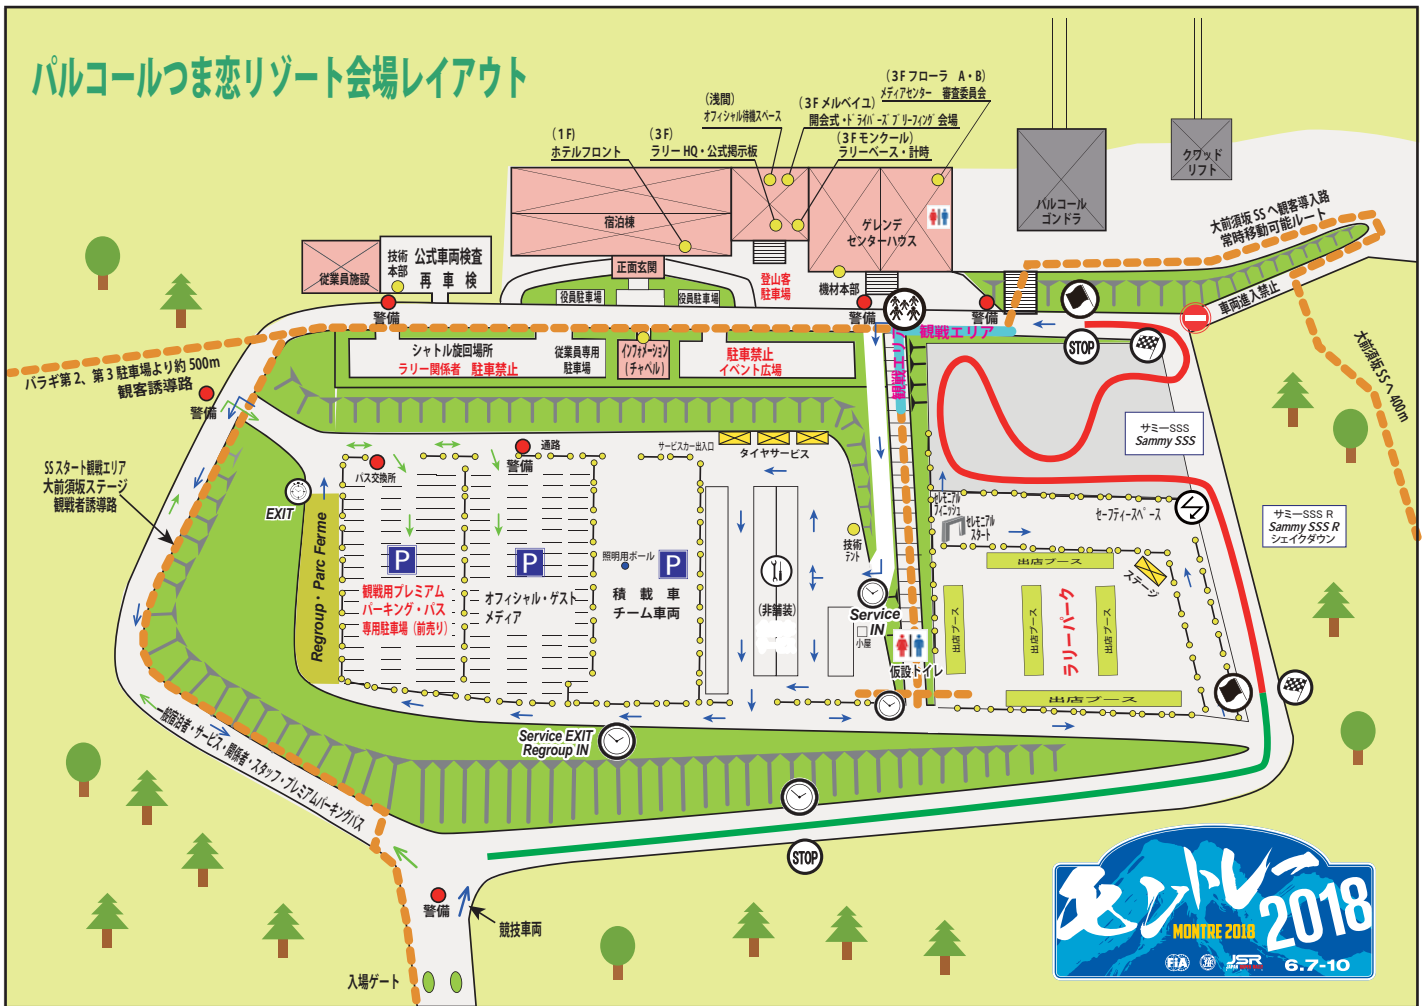 パルコールつま恋リゾート会場レイアウト
(3Fフローラ A・B)
メディアセンター 審査委員会
(浅間)
オフィシャル待機スペース
(3Fメルベイユ)
開会式・ドライバーズブリーフィング会場
(1F)
ホテルフロント
(3F)
ラリーHQ・公式掲示板
(3Fモンクール)
ラリーベース・計時
クワッド
リフト
パルコール
ゴンドラ
宿泊棟
ゲレンデ
センターハウス
大前須坂SSへ観客導入路
常時移動可能ルート
従業員施設
技術
本部
公式車両検査
再 車 検
正面玄関
登山客
駐車場
機材本部
役員駐車場
役員駐車場
車両進入禁止
警備
警備
警備
観戦エリア
観戦エリア
STOP
シャトル旋回場所
ラリー関係者 駐車禁止
従業員専用
駐車場
インフォメーション
(チャペル)
駐車禁止
イベント広場
バラギ第2、第3駐車場より約500m
観客誘導路
大前須坂SSへ400m
警備
サミーSSS
Sammy SSS
通路
警備
サービスカー出入口
タイヤサービス
バス交換所
SSスタート観戦エリア
大前須坂ステージ
観戦者誘導路
EXIT
セレモニアル
フィニッシュ
セレモニアル
スタート
セーフティースペース
サミーSSS R
Sammy SSS R
シェイクダウン
Regroup・Parc Ferme
P
P
P
照明用ポール
技術
テント
観戦用プレミアム
パーキング・パス
専用駐車場(前売り)
オフィシャル・ゲスト
メディア
積 載 車
チーム車両
(非舗装)
Service
IN
小屋
仮設トイレ
出店ブース
出店ブース
出店ブース
ラリーパーク
出店ブース
出店ブース
ステージ
一般宿泊者・サービス・関係者・スタッフ・プレミアムパーキングパス
Service EXIT
Regroup IN
STOP
警備
競技車両
入場ゲート
モントレー
2018
MONTRE 2018
FIA
JSR
6.7-10